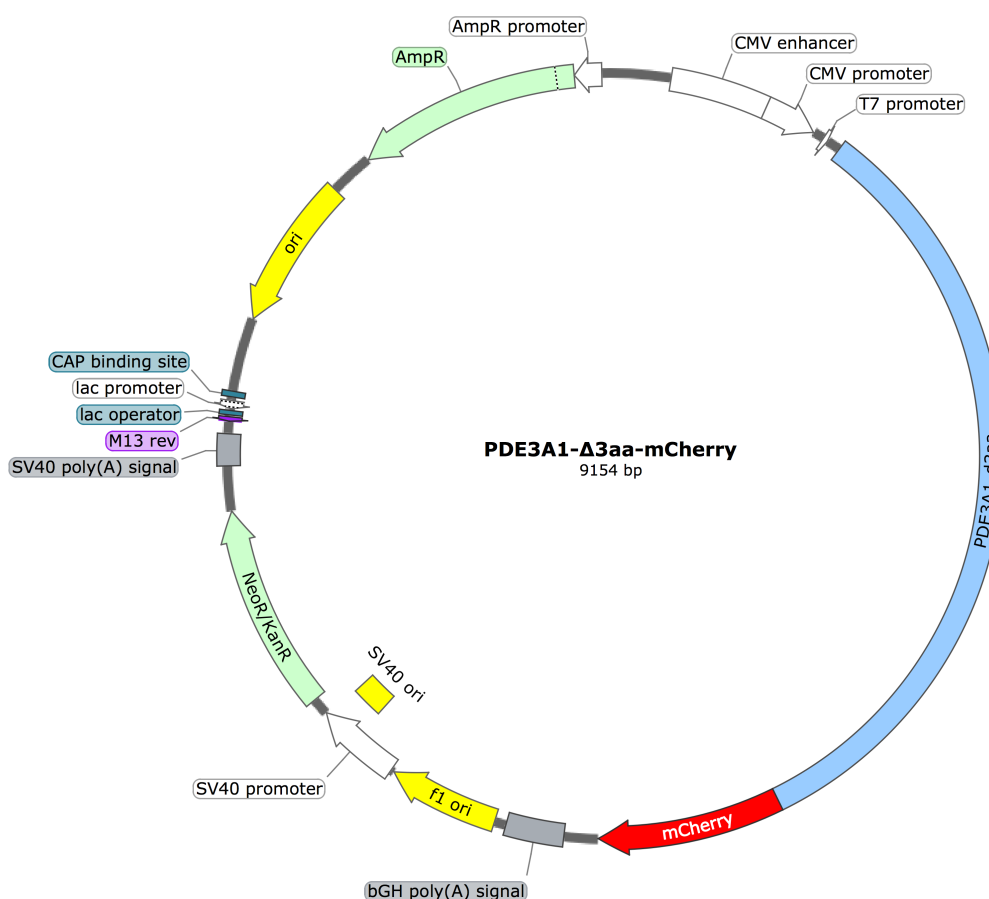 AmpR promoter
AmpR
CMV enhancer
CMV promoter
T7 promoter
ori
CAP binding site
lac promoter
lac operator
M13 rev
SV40 poly(A) signal
PDE3A1-Δ3aa-mCherry
9154 bp
PDE3A1
NeoR/KanR
SV40 ori
SV40 promoter
f1 ori
mCherry
bGH poly(A) signal